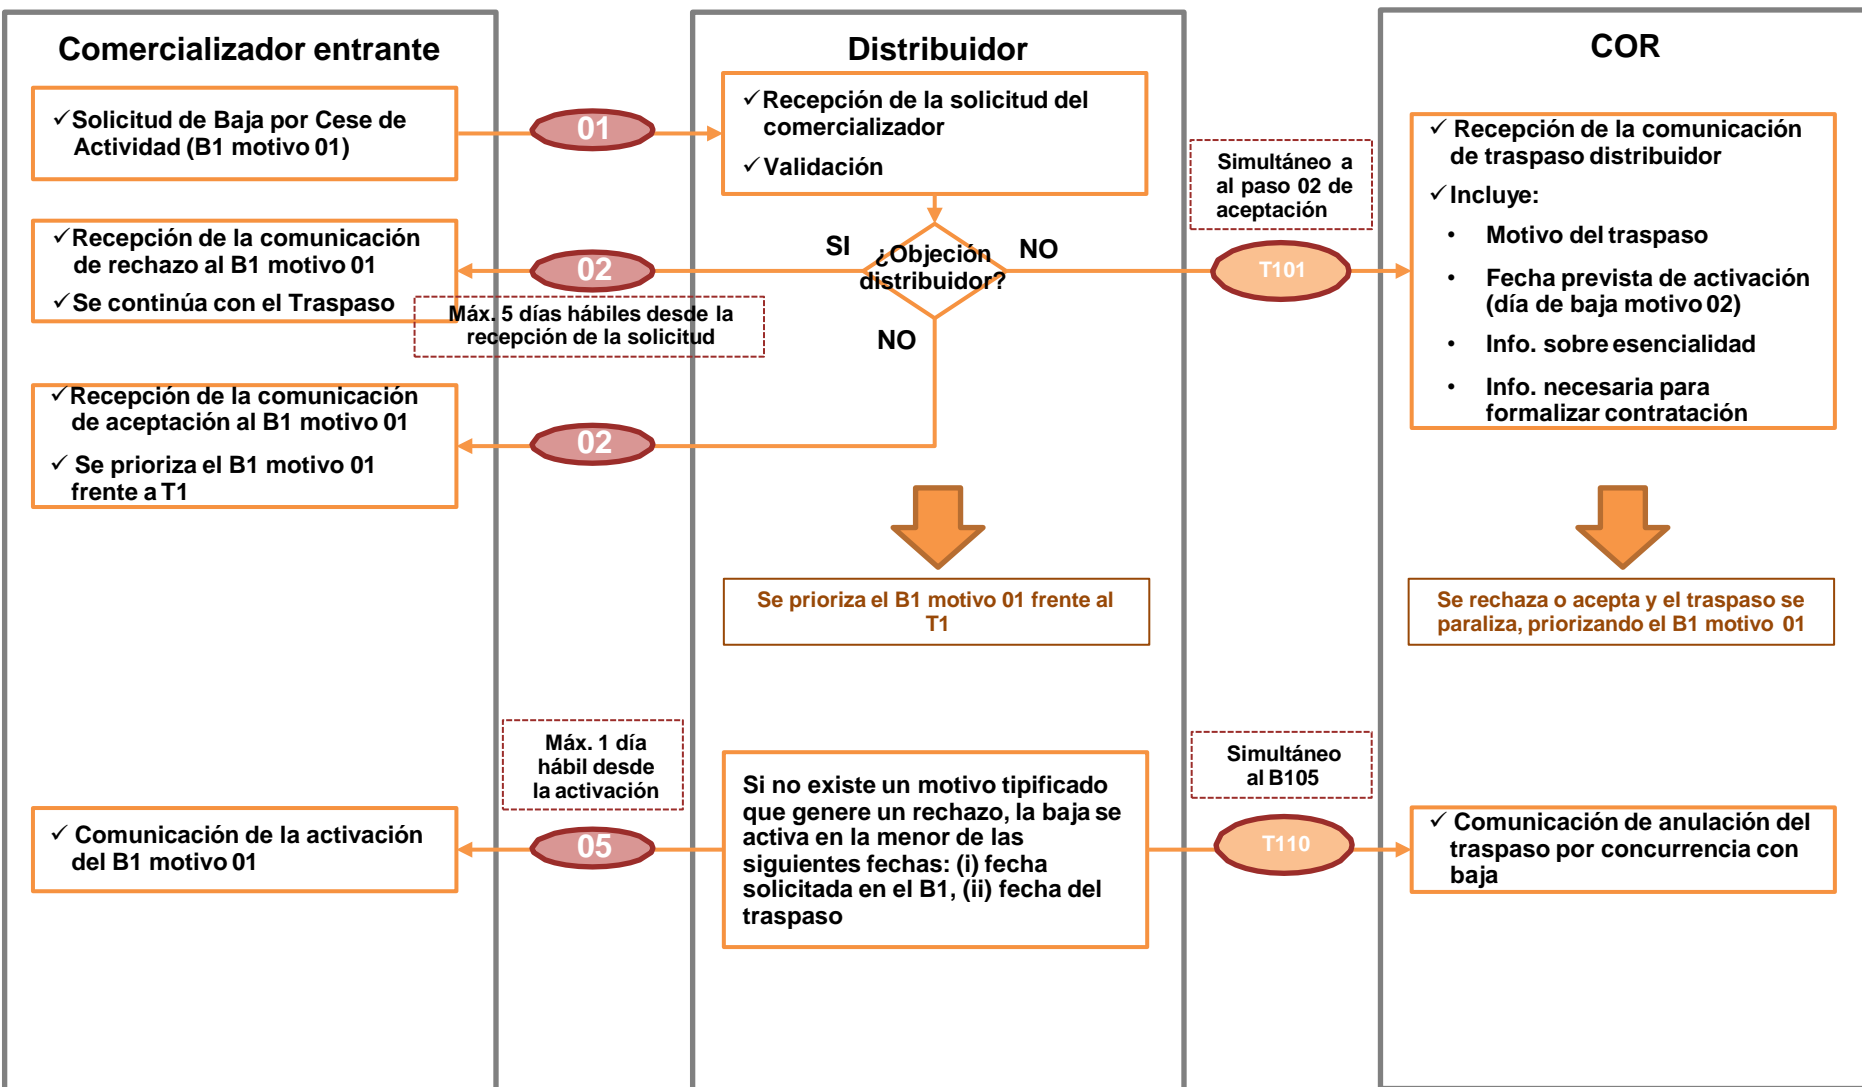 Comercializador entrante
✓Solicitud de Baja por Cese de
Actividad (B1 motivo 01)
✓Recepción de la comunicación
de rechazo al B1 motivo 01
✓Se continúa con el Traspaso
✓Recepción de la comunicación
de aceptación al B1 motivo 01
✓ Se prioriza el B1 motivo 01
frente a T1
✓ Comunicación de la activación
del B1 motivo 01
01
02
Máx. 5 días hábiles desde la
recepción de la solicitud
02
Máx. 1 día
hábil desde
la activación
05
Distribuidor
✓Recepción de la solicitud del
comercializador
✓Validación
SI
¿Objeción
distribuidor?
NO
NO
Se prioriza el B1 motivo 01 frente al
T1
Si no existe un motivo tipificado
que genere un rechazo, la baja se
activa en la menor de las
siguientes fechas: (i) fecha
solicitada en el B1, (ii) fecha del
traspaso
Simultáneo a
al paso 02 de
aceptación
T101
Simultáneo
al B105
T110
COR
✓ Recepción de la comunicación
de traspaso distribuidor
✓Incluye:
• Motivo del traspaso
• Fecha prevista de activación
(día de baja motivo 02)
• Info. sobre esencialidad
• Info. necesaria para
formalizar contratación
Se rechaza o acepta y el traspaso se
paraliza, priorizando el B1 motivo 01
✓ Comunicación de anulación del
traspaso por concurrencia con
baja